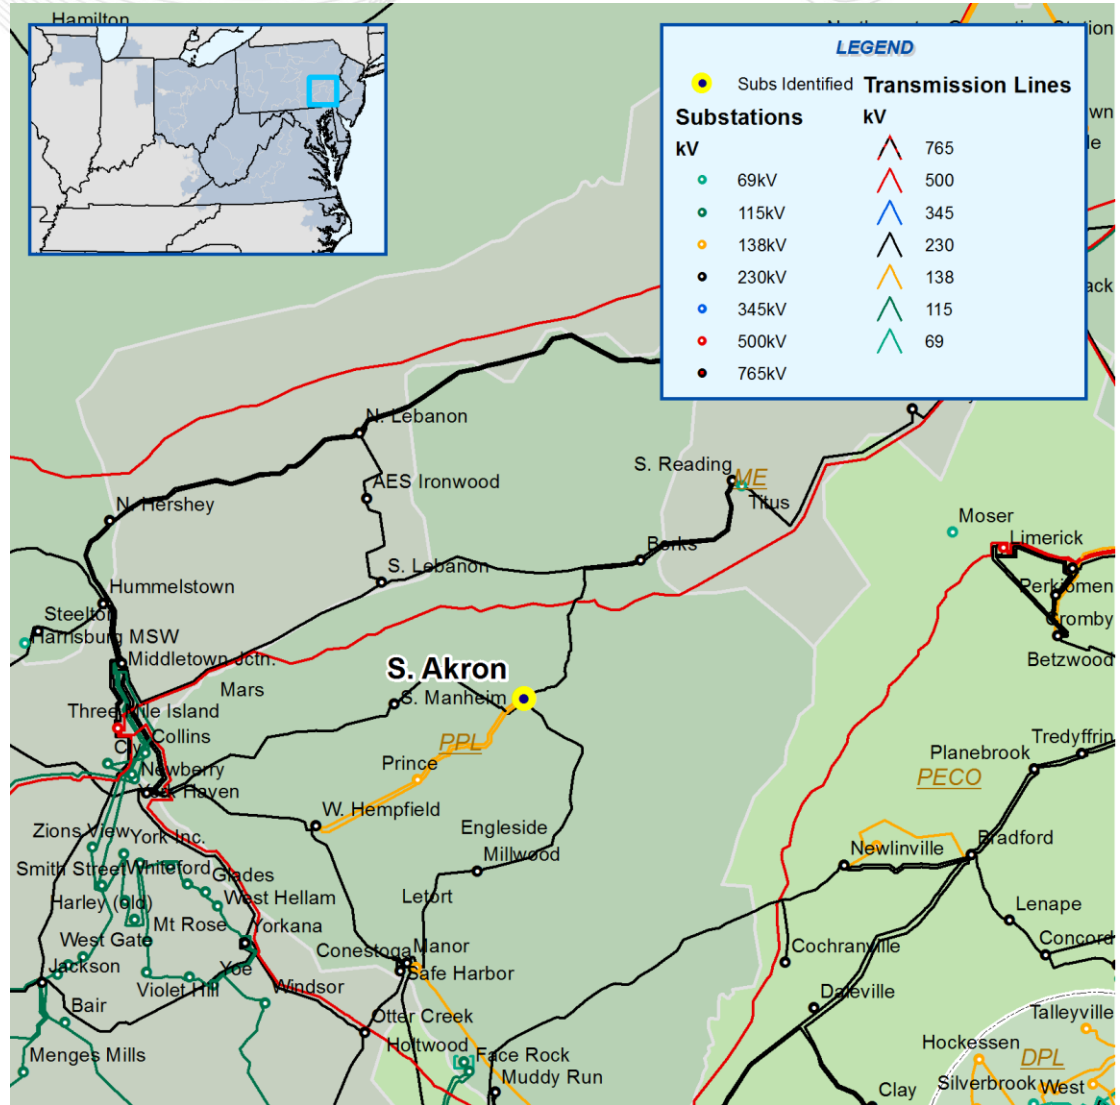 Hamilton
LEGEND
Subs Identified
Transmission Lines
Substations
kV
kV
69kV
115kV
138kV
230kV
345kV
500kV
765kV
765
500
345
230
138
115
69
N. Lebanon
S. Reading
ME
AES Ironwood
Titus
N. Hershey
Moser
Limerick
Berks
S. Lebanon
Hummelstown
Perkiomen
Steelton
Cromby
Harrisburg MSW
Middletown Jctn.
Betzwood
S. Akron
Mars
S. Manheim
Three Mile Island
Collins
PPL
Tredyffrin
Cly
Planebrook
Newberry
Prince
PECO
York Haven
W. Hempfield
Zions View
York Inc.
Engleside
Bradford
Newlinville
Millwood
Smith Street
Whiteford
Glades
Letort
West Hellam
Harley (old)
Lenape
Mt Rose
Yorkana
West Gate
Conestoga
Manor
Cochranville
Concord
Jackson
Yoe
Safe Harbor
Violet Hill
Windsor
Daleville
Bair
Otter Creek
Talleyville
Holtwood
Hockessen
Menges Mills
Face Rock
DPL
Muddy Run
Silverbrook
West
Clay